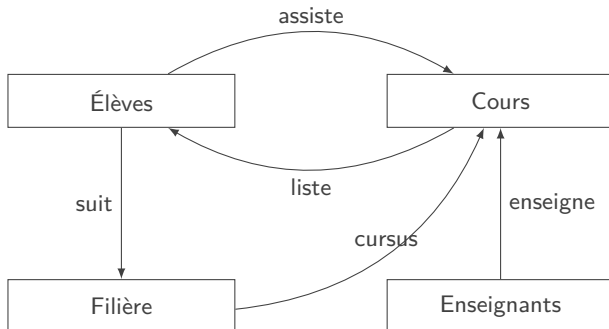 assiste
Élèves
Cours
liste
suit
enseigne
cursus
Filière
Enseignants